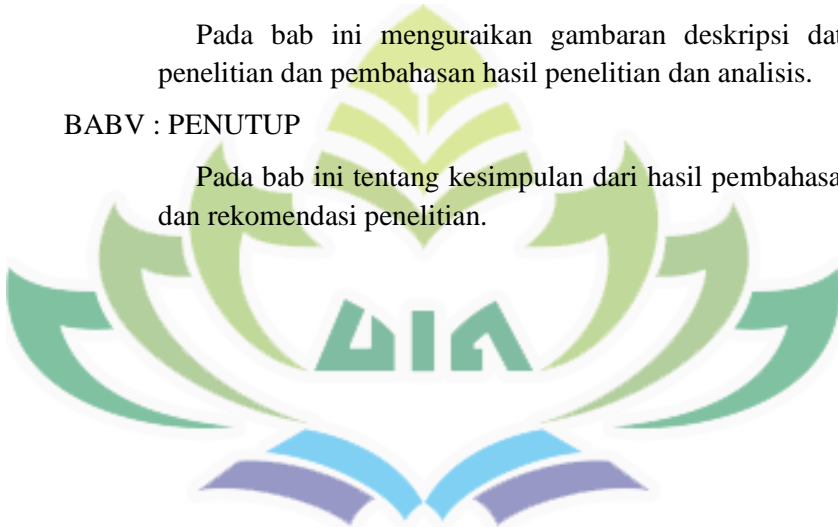 Pada bab ini menguraikan gambaran deskripsi dat
penelitian dan pembahasan hasil penelitian dan analisis.
BABV : PENUTUP
Pada bab ini tentang kesimpulan dari hasil pembahasa
dan rekomendasi penelitian.
UIN